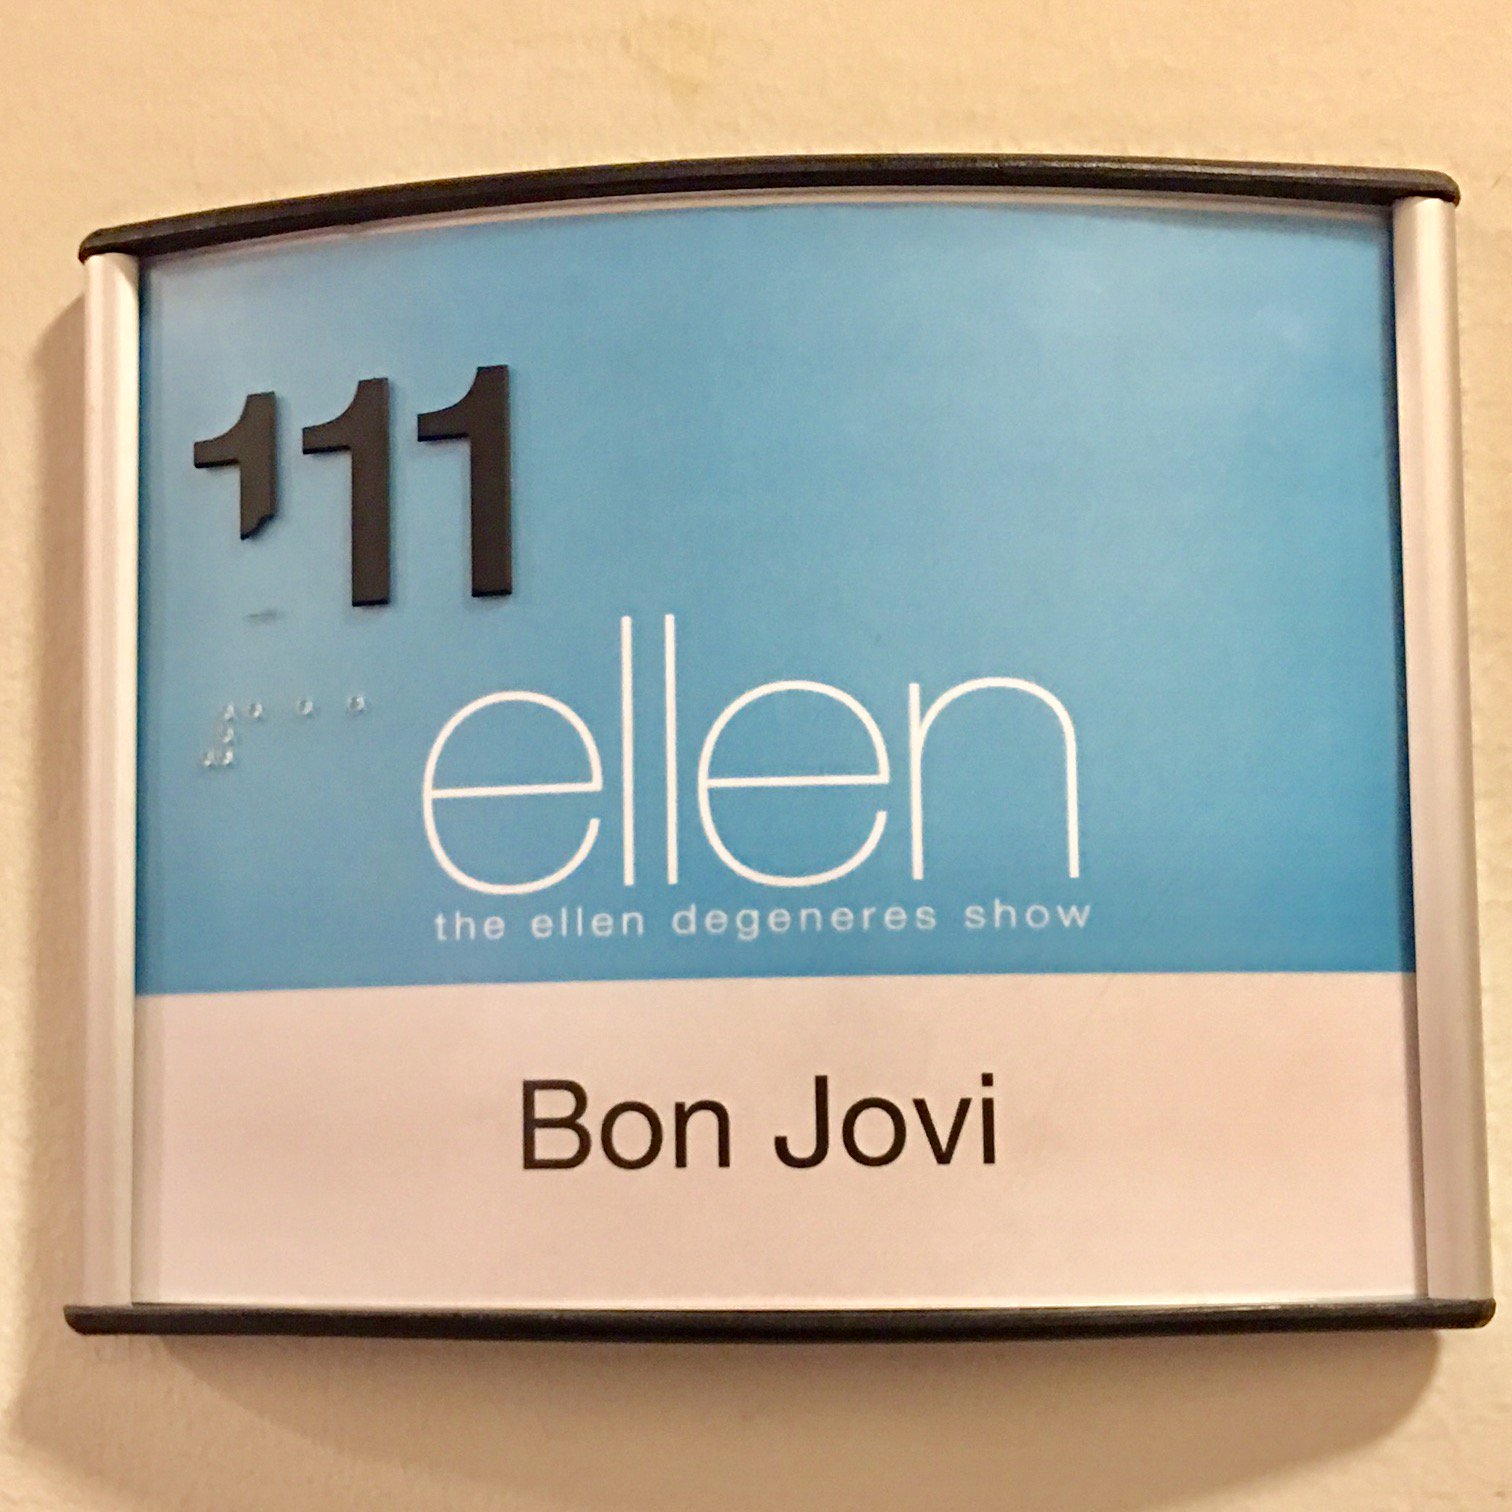 111
ellen
the ellen degeneres show
Bon Jovi